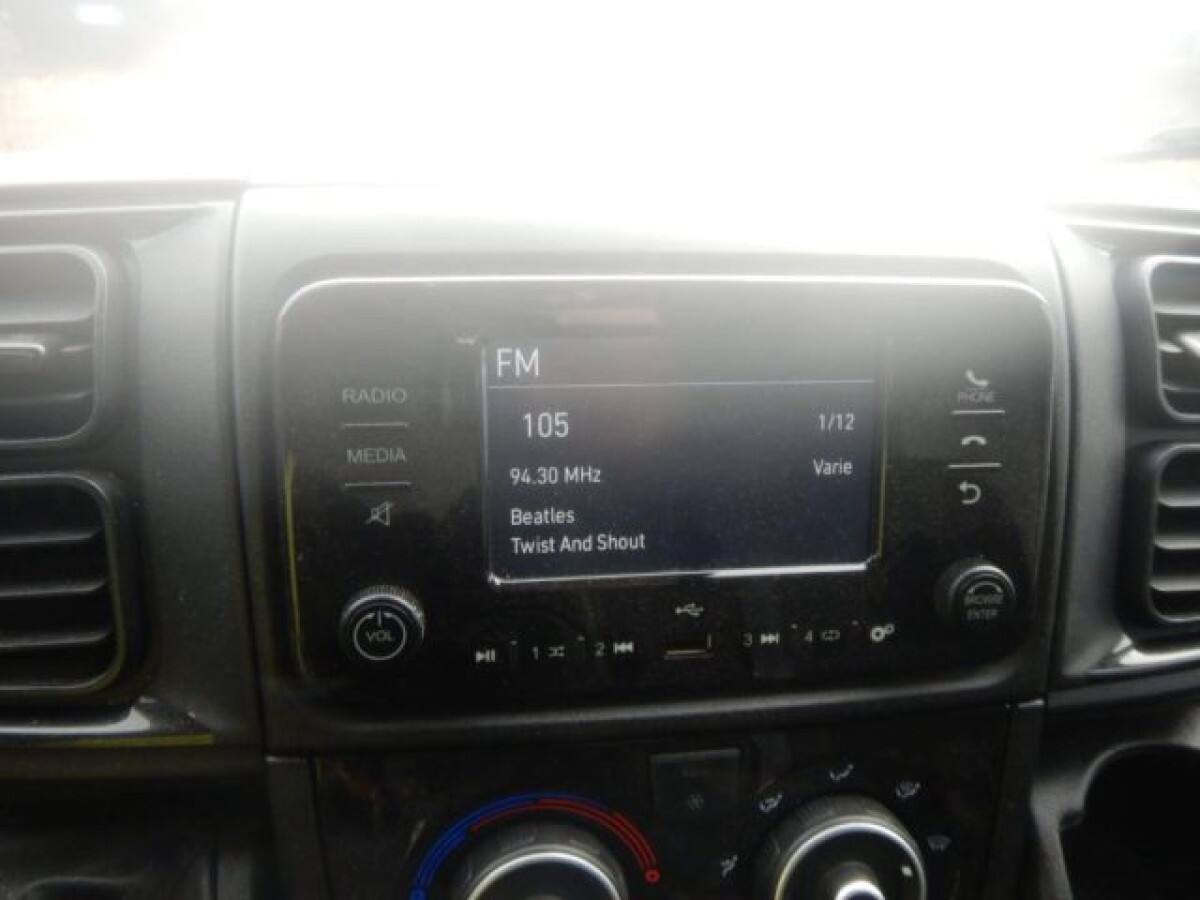 FM
105 1/12
94.30 MHz Varie
Beatles
Twist And Shout
RADIO
MEDIA
PHONE
VOL
BROWSE
ENTER
1
2
3
4